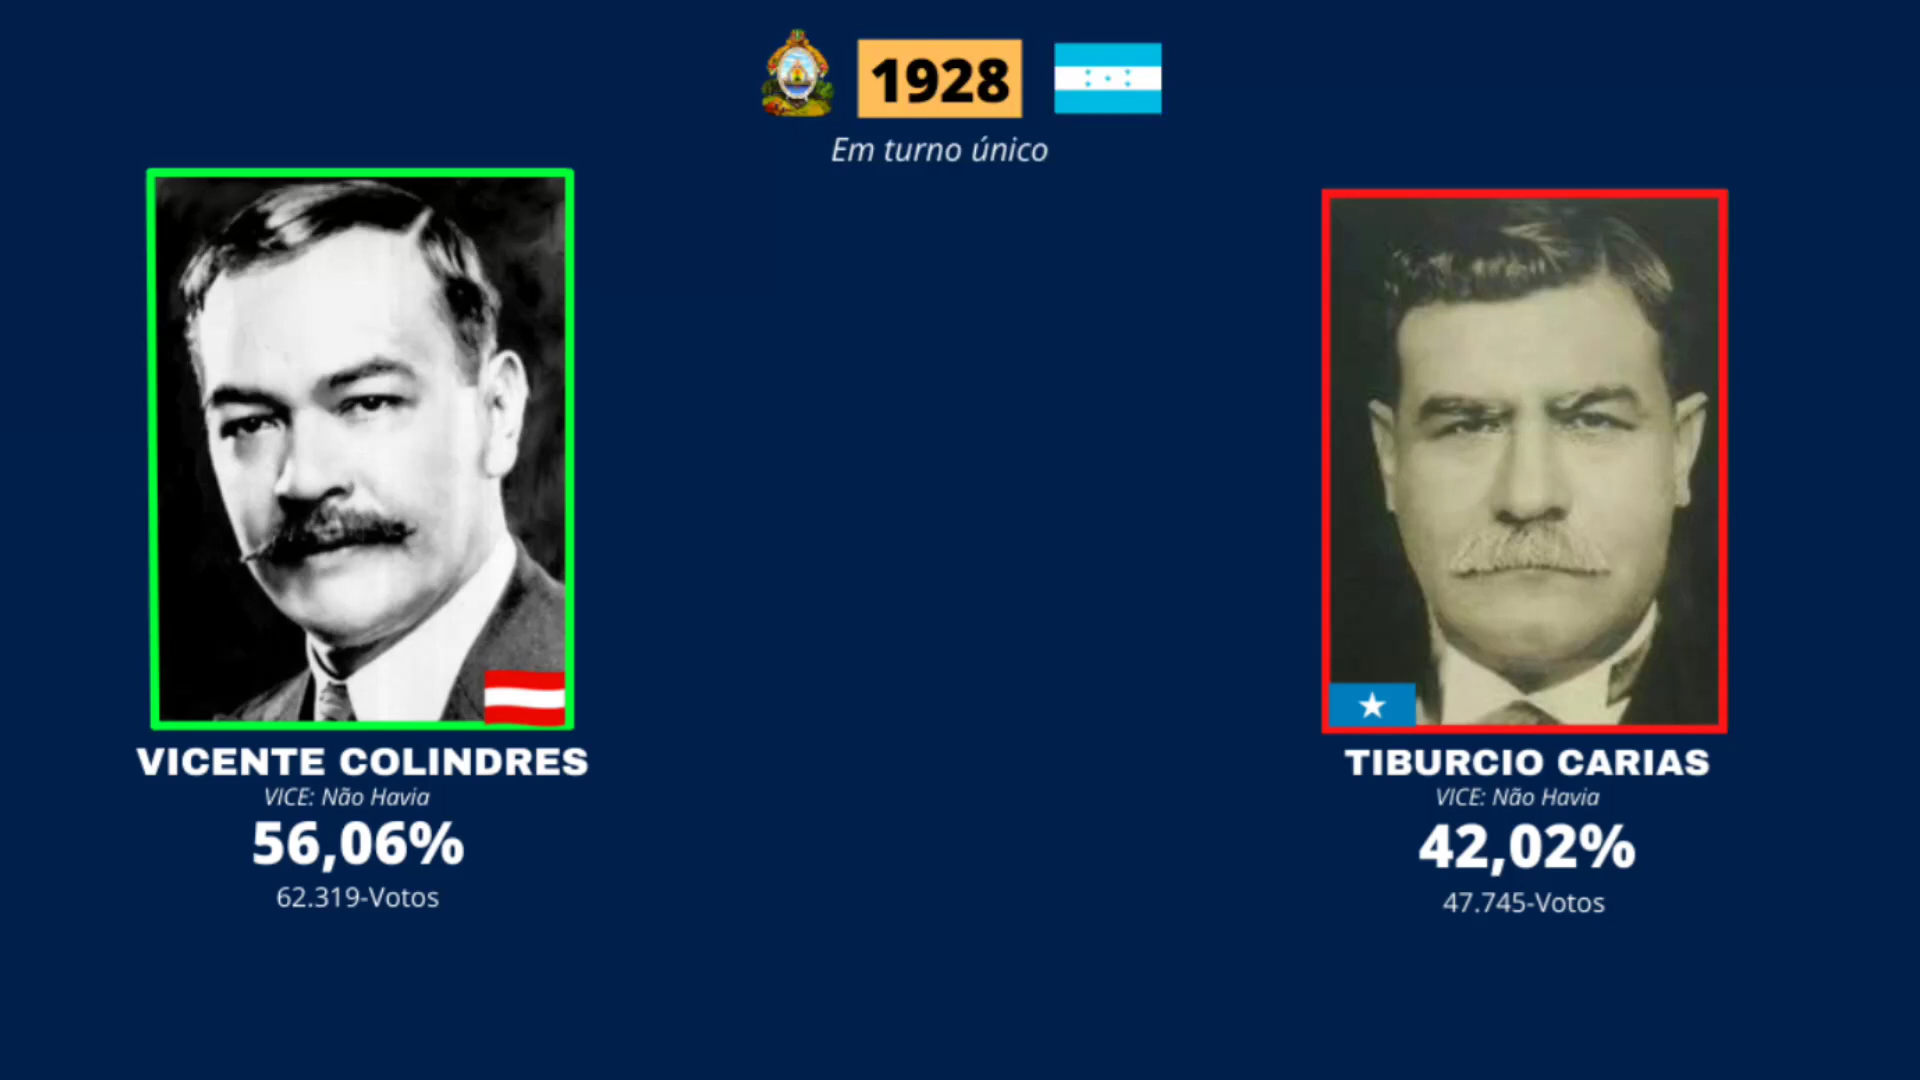 1928
Em turno único
VICENTE COLINDRES
VICE: Não Havia
56,06%
62.319-Votos
TIBURCIO CARIAS
VICE: Não Havia
42,02%
47.745-Votos